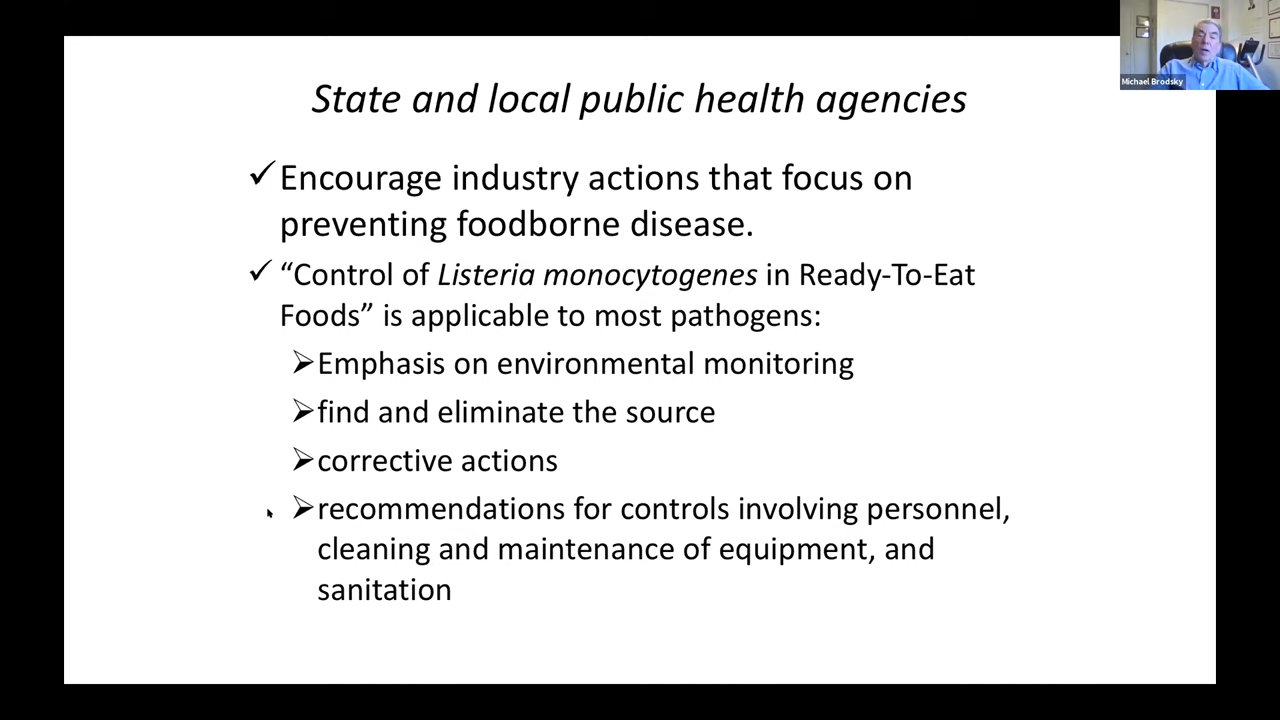 State and local public health agencies
Michael Brodsky
✓Encourage industry actions that focus on
preventing foodborne disease.
✓ “Control of Listeria monocytogenes in Ready-To-Eat
Foods” is applicable to most pathogens:
➢Emphasis on environmental monitoring
➢find and eliminate the source
➢corrective actions
➢recommendations for controls involving personnel,
cleaning and maintenance of equipment, and
sanitation